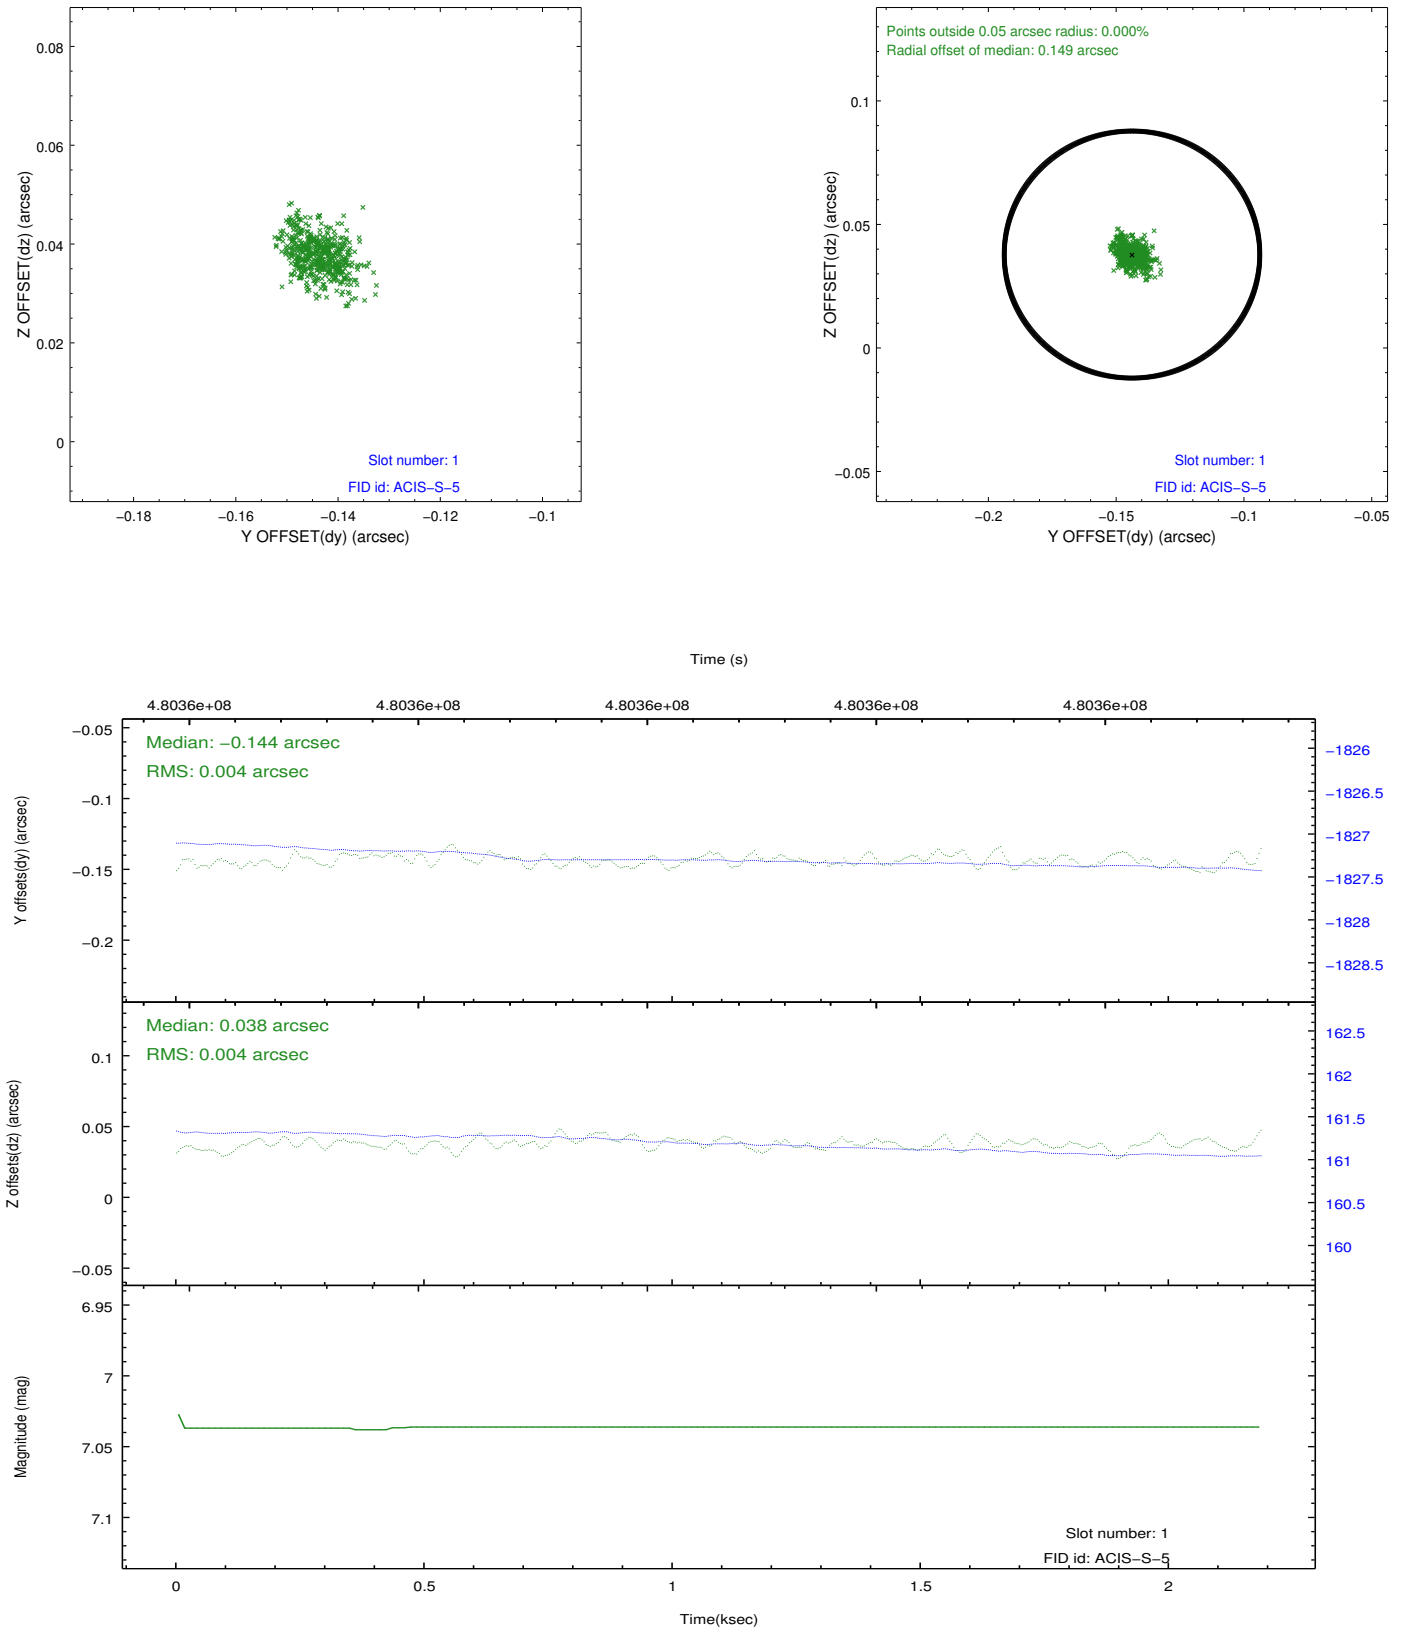 0.08
0.06
0.04
0.02
0
Z OFFSET(dz) (arcsec)
Slot number: 1
FID id: ACIS−S−5
−0.18 −0.16 −0.14 −0.12 −0.1
Y OFFSET(dy) (arcsec)
Points outside 0.05 arcsec radius: 0.000%
Radial offset of median: 0.149 arcsec
0.1
0.05
0
−0.05
Z OFFSET(dz) (arcsec)
Slot number: 1
FID id: ACIS−S−5
−0.2 −0.15 −0.1 −0.05
Y OFFSET(dy) (arcsec)
Time (s)
4.8036e+08 4.8036e+08 4.8036e+08 4.8036e+08 4.8036e+08
Median: −0.144 arcsec
RMS: 0.004 arcsec
−0.05
−0.1
−0.15
−0.2
Y offsets(dy) (arcsec)
−1826
−1826.5
−1827
−1827.5
−1828
−1828.5
Median: 0.038 arcsec
RMS: 0.004 arcsec
0.1
0.05
0
−0.05
Z offsets(dz) (arcsec)
162.5
162
161.5
161
160.5
160
6.95
7
7.05
7.1
Magnitude (mag)
Slot number: 1
FID id: ACIS−S−5
0 0.5 1 1.5 2
Time(ksec)